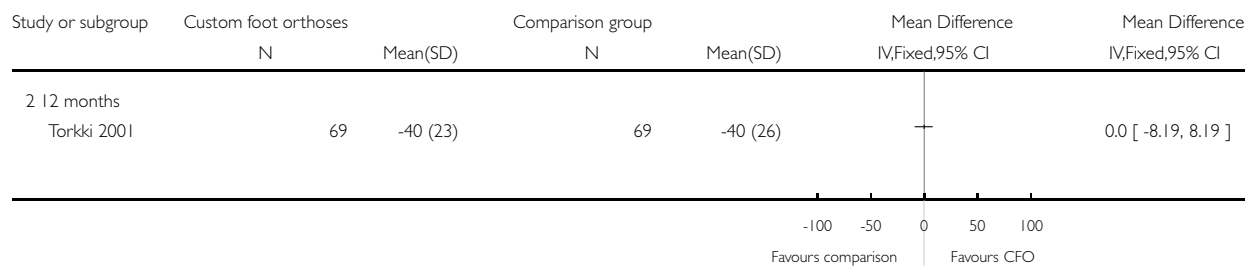 Study or subgroup Custom foot orthoses Comparison group Mean Difference Mean Difference
N Mean(SD) N Mean(SD) IV,Fixed,95% CI IV,Fixed,95% CI
2 12 months
Torkki 2001 69 -40 (23) 69 -40 (26) 0.0 [ -8.19, 8.19 ]
-100 -50 0 50 100
Favours comparison Favours CFO